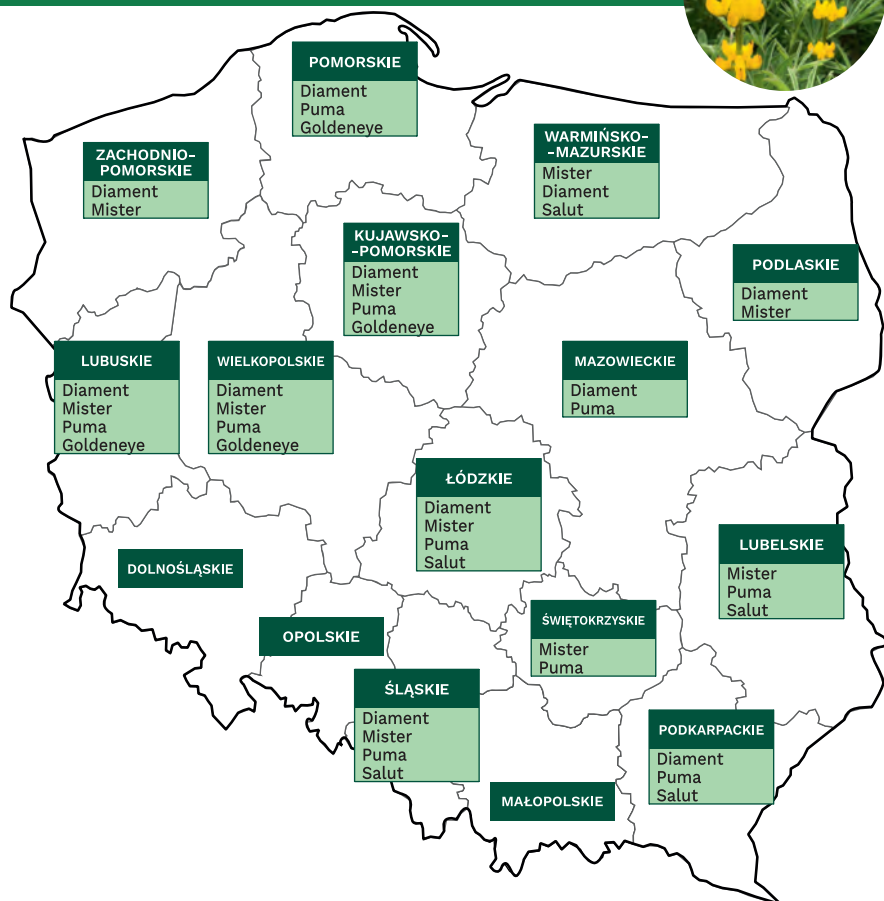 POMORSKIE
Diament
Puma
Goldeneye
WARMIŃSKO-
-MAZURSKIE
Mister
Diament
Salut
ZACHODNIO-
POMORSKIE
Diament
Mister
KUJAWSKO-
-POMORSKIE
Diament
Mister
Puma
Goldeneye
PODLASKIE
Diament
Mister
LUBUSKIE
Diament
Mister
Puma
Goldeneye
WIELKOPOLSKIE
Diament
Mister
Puma
Goldeneye
MAZOWIECKIE
Diament
Puma
ŁÓDZKIE
Diament
Mister
Puma
Salut
LUBELSKIE
Mister
Puma
Salut
DOLNOŚLĄSKIE
ŚWIĘTOKRZYSKIE
Mister
Puma
OPOLSKIE
ŚLĄSKIE
Diament
Mister
Puma
Salut
PODKARPACKIE
Diament
Puma
Salut
MAŁOPOLSKIE